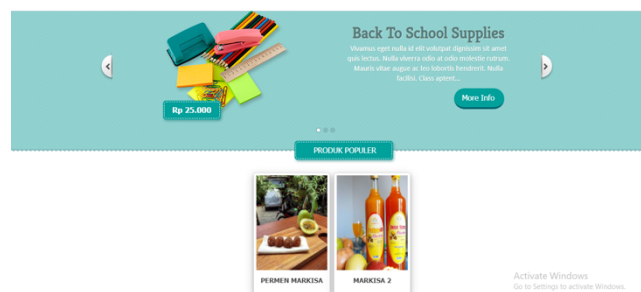 Back To School Supplies
Vivamus eget nulla id elit volutpat dignissim sit amet
quis lectus. Nulla viverra odio at odio molestie rutrum.
Mauris vitae augue ac leo lobortis hendrerit. Nulla
facilisi. Class aptent...
More Info
Rp 25.000
PRODUK POPULER
PERMEN MARKISA
MARKISA 2
Activate Windows
Go to Settings to activate Windows.